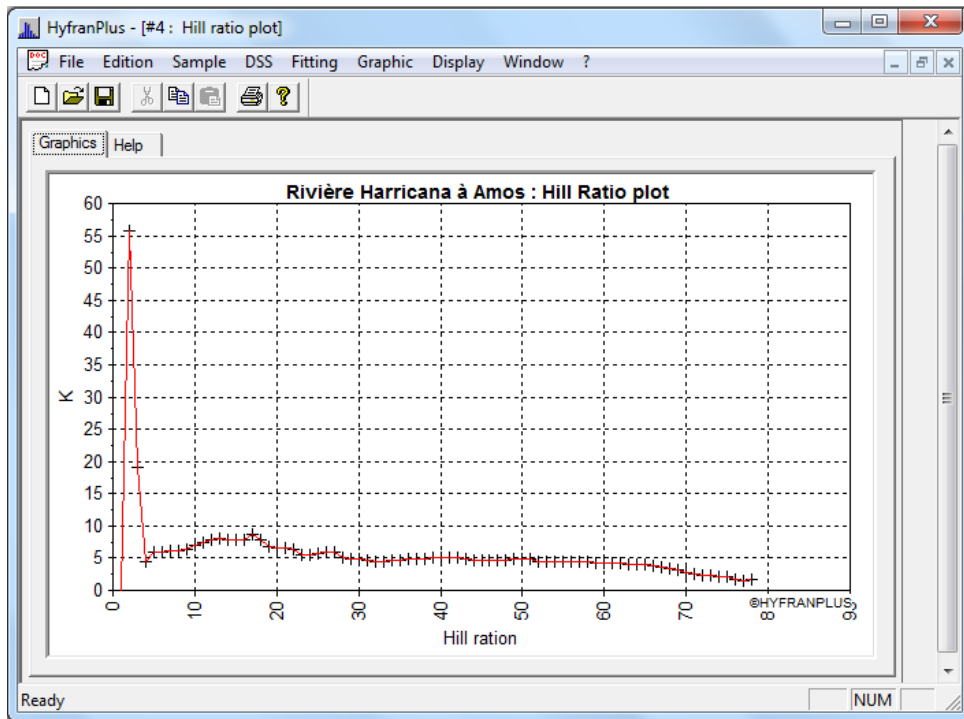 HyfranPlus - [#4 : Hill ratio plot]
DOC File Edition Sample DSS Fitting Graphic Display Window ?
Graphics Help
Rivière Harricana à Amos : Hill Ratio plot
60
55
50
45
40
35
30
25
20
15
10
5
0
K
0 10 20 30 40 50 60 70 80 93
©HYFRANPLUS
Hill ration
Ready NUM